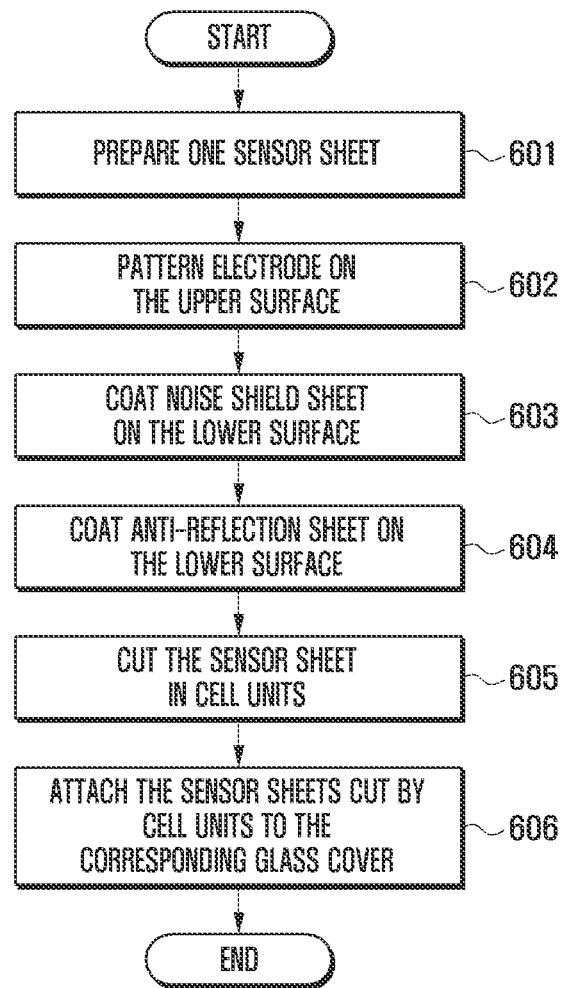 START
PREPARE ONE SENSOR SHEET
601
PATTERN ELECTRODE ON
THE UPPER SURFACE
602
COAT NOISE SHIELD SHEET
ON THE LOWER SURFACE
603
COAT ANTI-REFLECTION SHEET ON
THE LOWER SURFACE
604
CUT THE SENSOR SHEET
IN CELL UNITS
605
ATTACH THE SENSOR SHEETS CUT BY
CELL UNITS TO THE
CORRESPONDING GLASS COVER
606
END